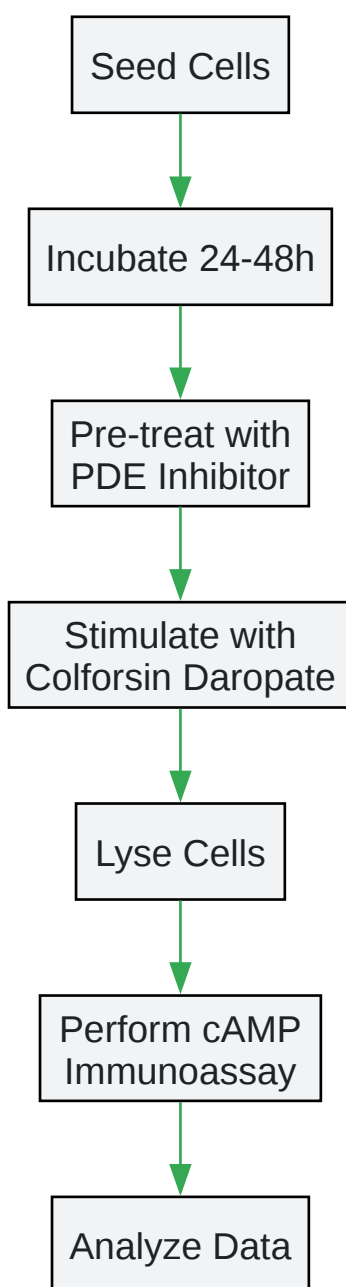 Seed Cells
Incubate 24-48h
Pre-treat with
PDE Inhibitor
Stimulate with
Colforsin Daropate
Lyse Cells
Perform cAMP
Immunoassay
Analyze Data